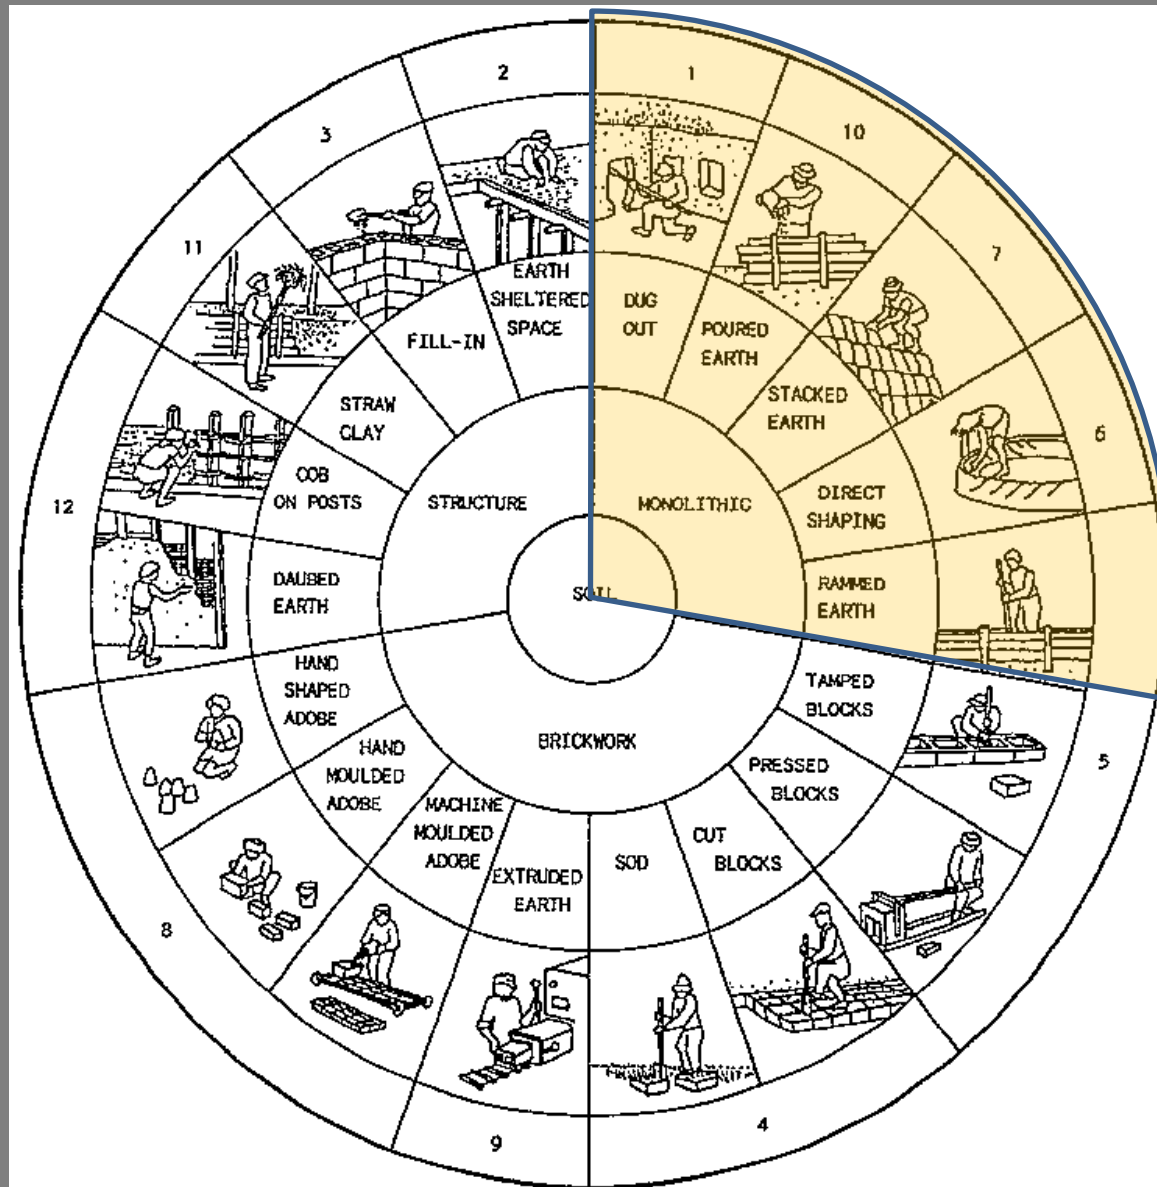 1
10
7
6
5
4
9
8
12
11
3
2
DUG
OUT
POURED
EARTH
STACKED
EARTH
DIRECT
SHAPING
RAMMED
EARTH
TAMPED
BLOCKS
PRESSED
BLOCKS
CUT
BLOCKS
SOD
EXTRUDED
EARTH
MACHINE
MOULDED
ADOBE
HAND
MOULDED
ADOBE
HAND
SHAPED
ADOBE
DAUBED
EARTH
COB
ON POSTS
STRAW
CLAY
FILL-IN
EARTH
SHELTERED
SPACE
STRUCTURE
MONOLITHIC
BRICKWORK
SOIL